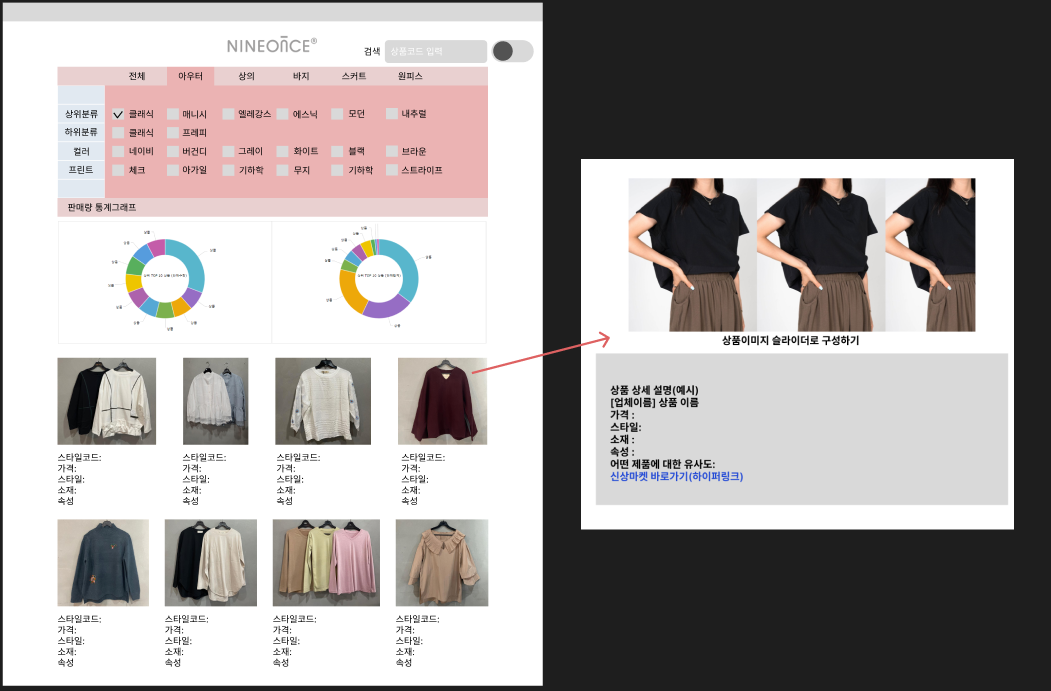 NINEONCE®
검색 상품코드 입력
전체 아우터 상의 바지 스커트 원피스
상위분류 클래식 매니시 엘레강스 에스닉 모던 내추럴
하위분류 클래식 프레피
컬러 네이비 버건디 그레이 화이트 블랙 브라운
프린트 체크 아가일 기하학 무지 기하학 스트라이프
판매량 통계그래프
스타일코드: 스타일코드: 스타일코드: 스타일코드:
가격: 가격: 가격: 가격:
스타일: 스타일: 스타일: 스타일:
소재: 소재: 소재: 소재:
속성 속성 속성 속성
스타일코드: 스타일코드: 스타일코드: 스타일코드:
가격: 가격: 가격: 가격:
스타일: 스타일: 스타일: 스타일:
소재: 소재: 소재: 소재:
속성 속성 속성 속성
상품이미지 슬라이더로 구성하기
상품 상세 설명(예시)
[업체이름] 상품 이름
가격 :
스타일:
소재 :
속성 :
어떤 제품에 대한 유사도:
신상마켓 바로가기(하이퍼링크)